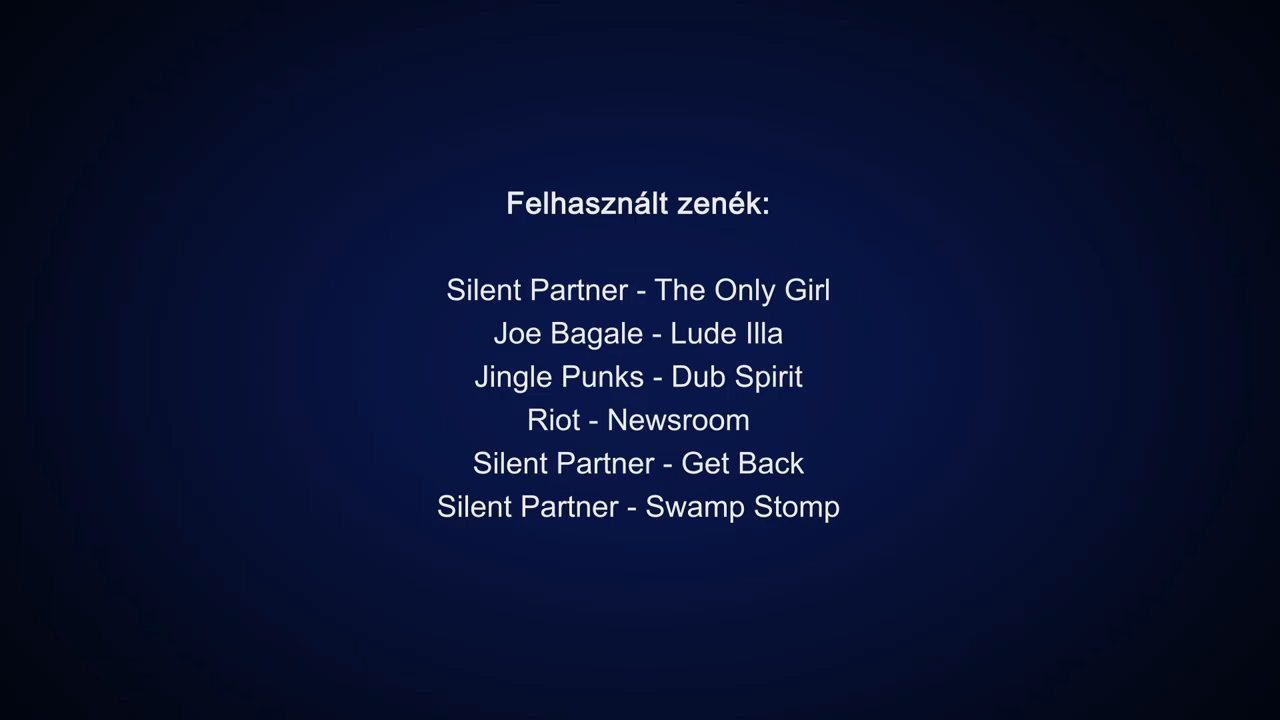 Felhasznált zenék:
Silent Partner - The Only Girl
Joe Bagale - Lude Illa
Jingle Punks - Dub Spirit
Riot - Newsroom
Silent Partner - Get Back
Silent Partner - Swamp Stomp